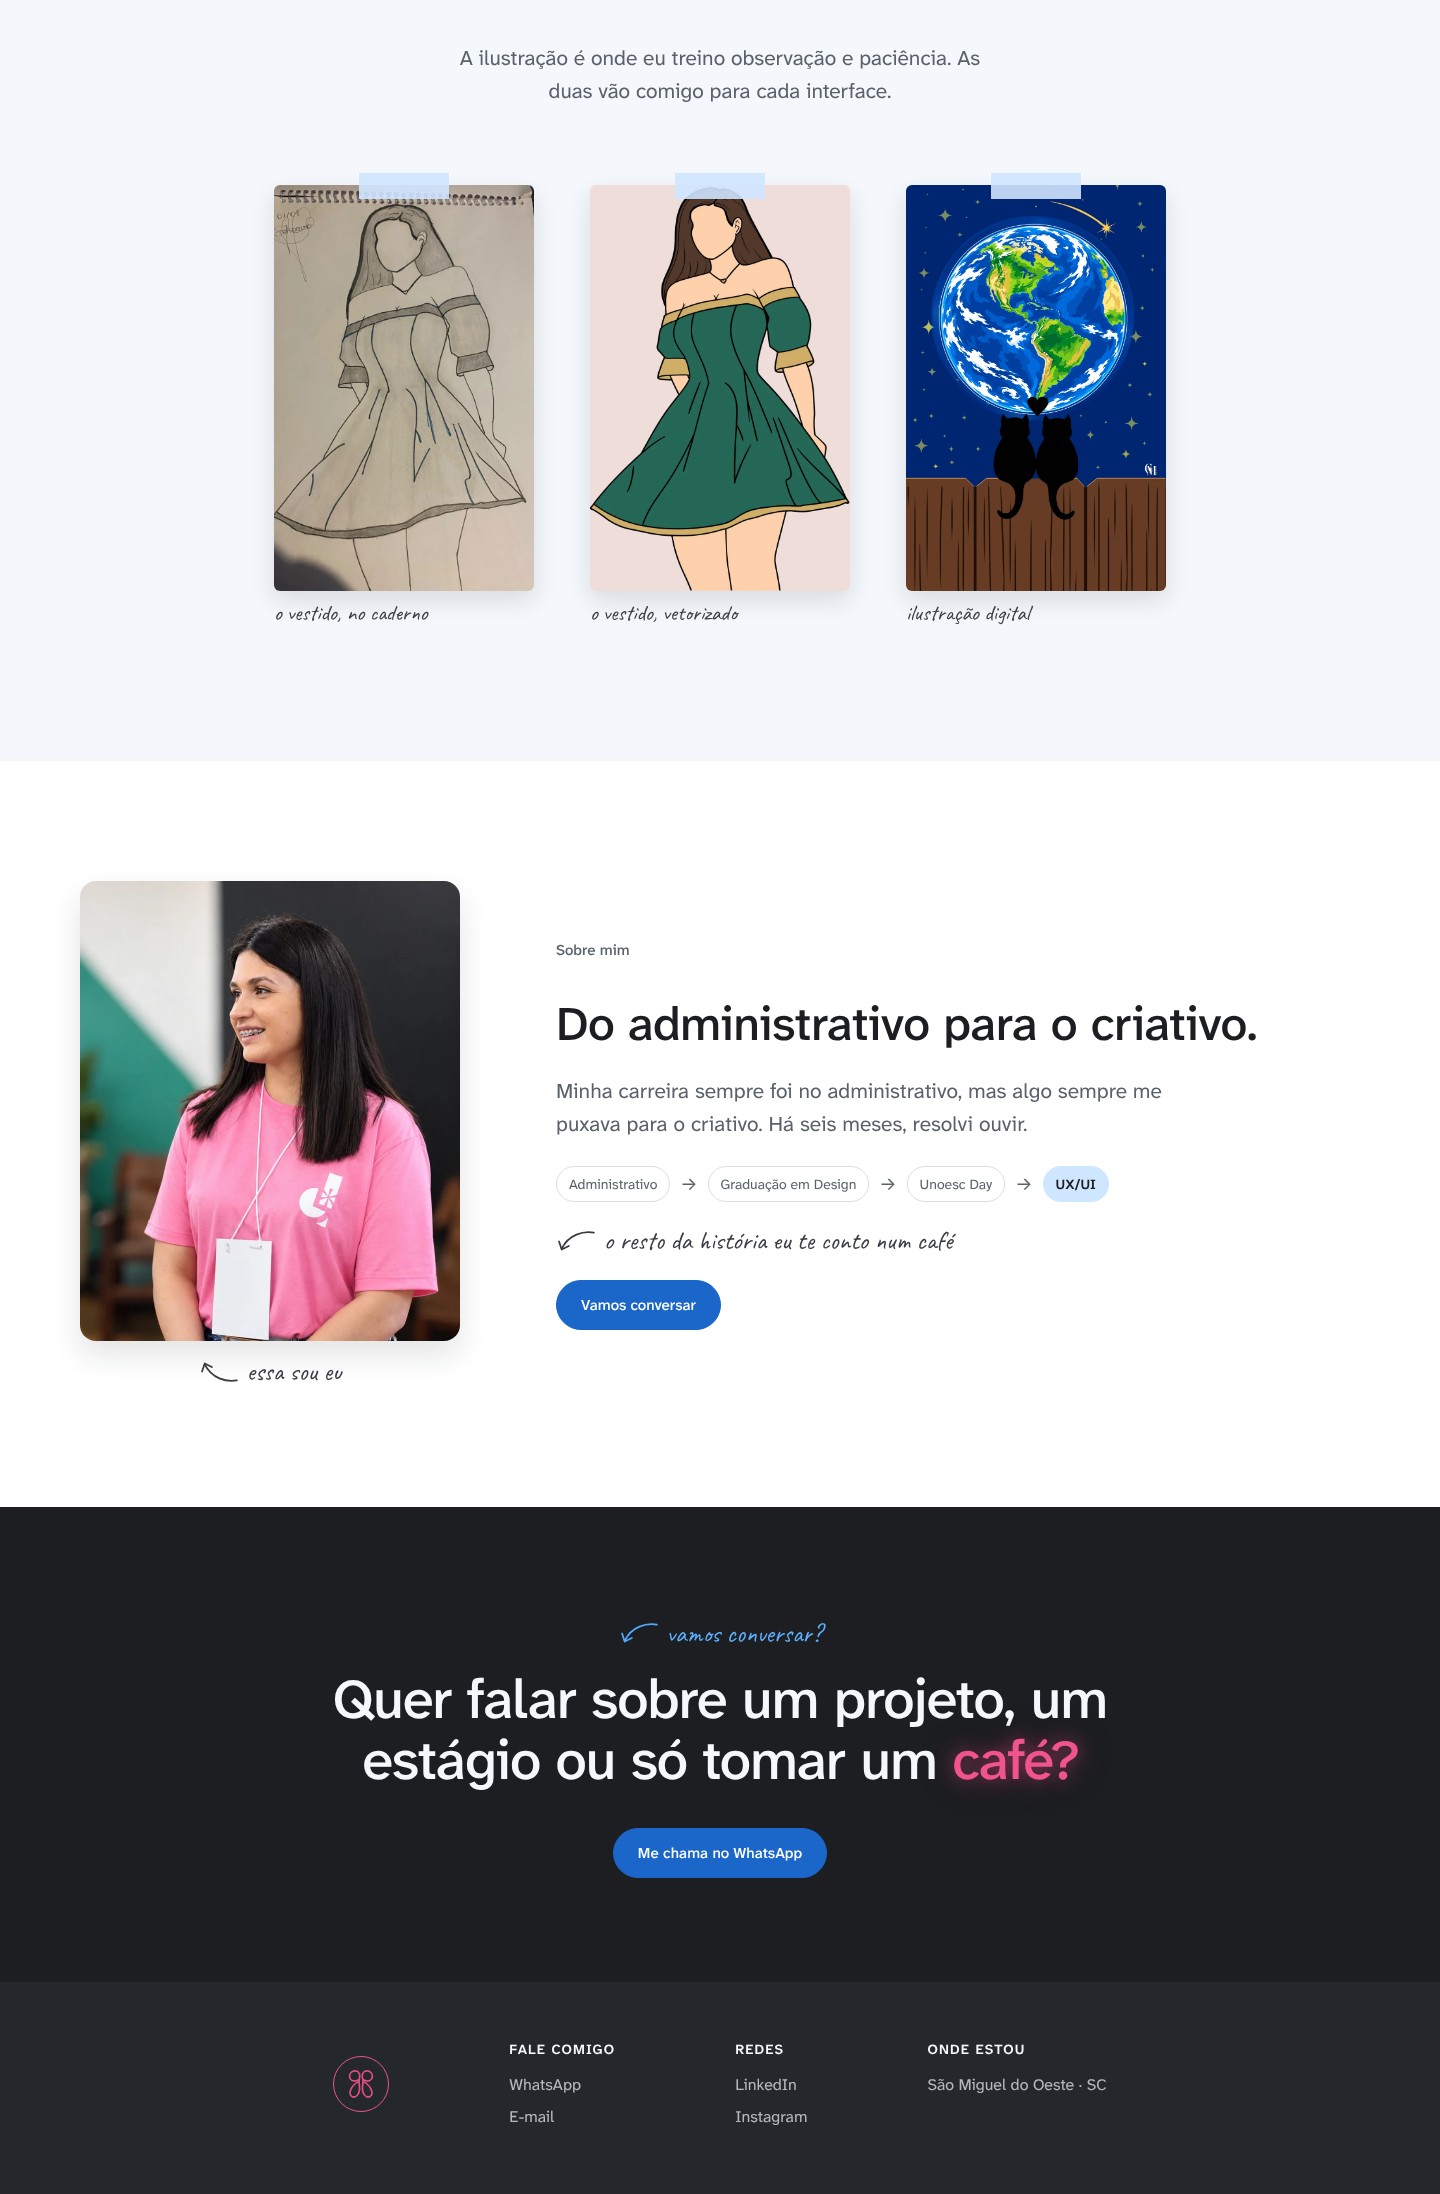 A ilustração é onde eu treino observação e paciência. As
duas vão comigo para cada interface.
o vestido, no caderno
o vestido, vetorizado
ilustração digital
Sobre mim
Do administrativo para o criativo.
Minha carreira sempre foi no administrativo, mas algo sempre me
puxava para o criativo. Há seis meses, resolvi ouvir.
Administrativo → Graduação em Design → Unoesc Day → UX/UI
o resto da história eu te conto num café
Vamos conversar
essa sou eu
vamos conversar?
Quer falar sobre um projeto, um
estágio ou só tomar um café?
Me chama no WhatsApp
FALE COMIGO
WhatsApp
E-mail
REDES
LinkedIn
Instagram
ONDE ESTOU
São Miguel do Oeste · SC